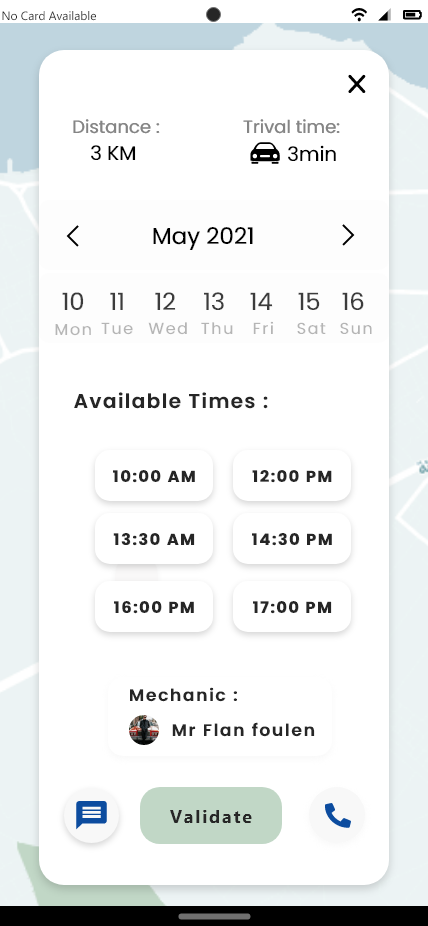 No Card Available
Distance : Trival time:
3 KM 3min
May 2021
10 11 12 13 14 15 16
Mon Tue Wed Thu Fri Sat Sun
Available Times :
10:00 AM 12:00 PM
13:30 AM 14:30 PM
16:00 PM 17:00 PM
Mechanic :
Mr Flan foulen
Validate